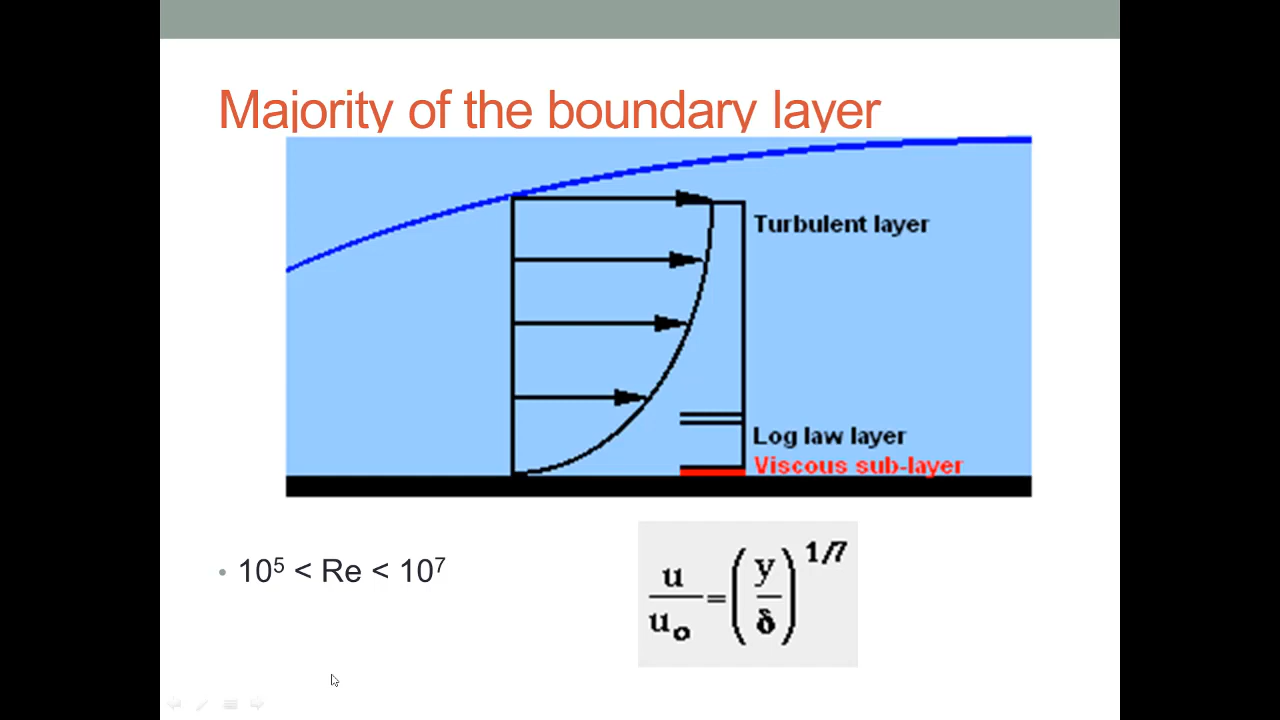 Majority of the boundary layer
Turbulent layer
Log law layer
Viscous sub-layer
• 10⁵ < Re < 10⁷
u/u₀ = (y/δ)^1/7